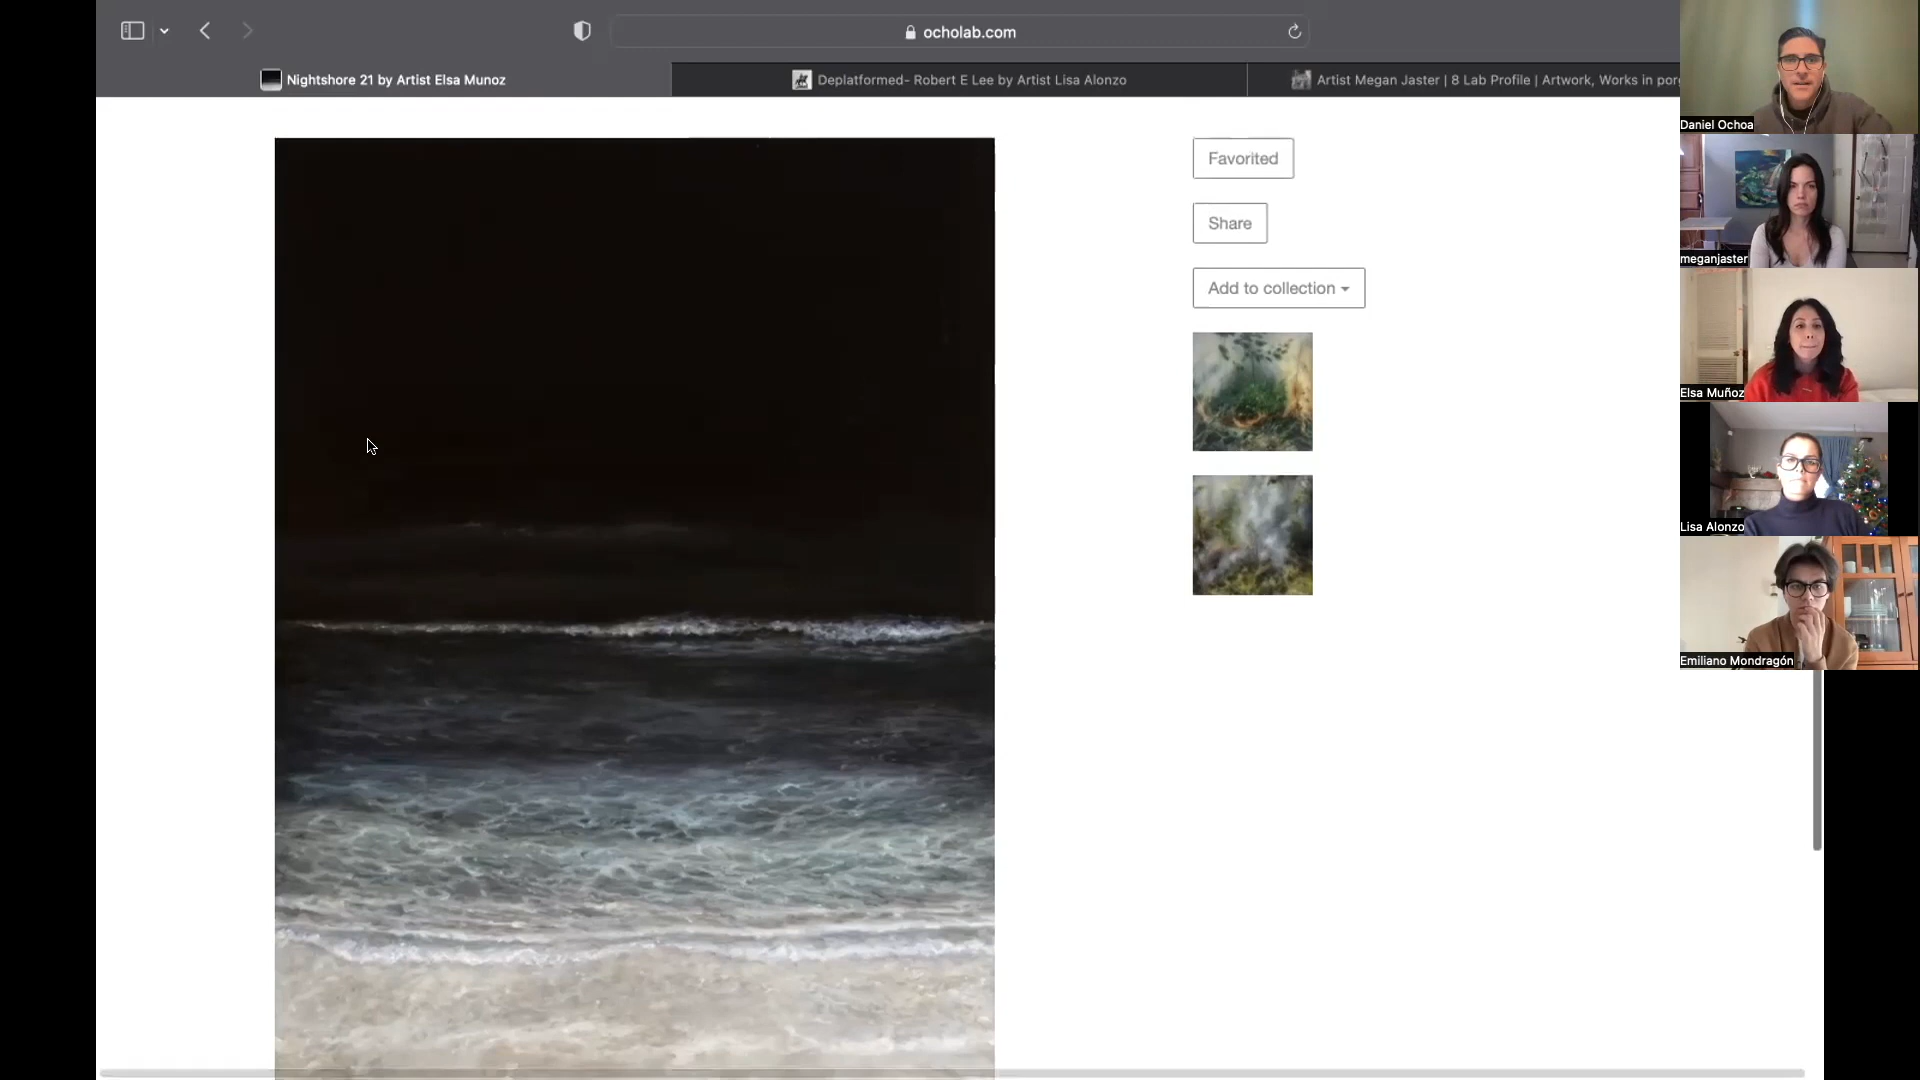 ocholab.com
Nightshore 21 by Artist Elsa Munoz
Deplatformed- Robert E Lee by Artist Lisa Alonzo
Artist Megan Jaster | 8 Lab Profile | Artwork, Works in por
Favorited
Share
Add to collection
Daniel Ochoa
meganjaster
Elsa Muñoz
Lisa Alonzo
Emiliano Mondragón